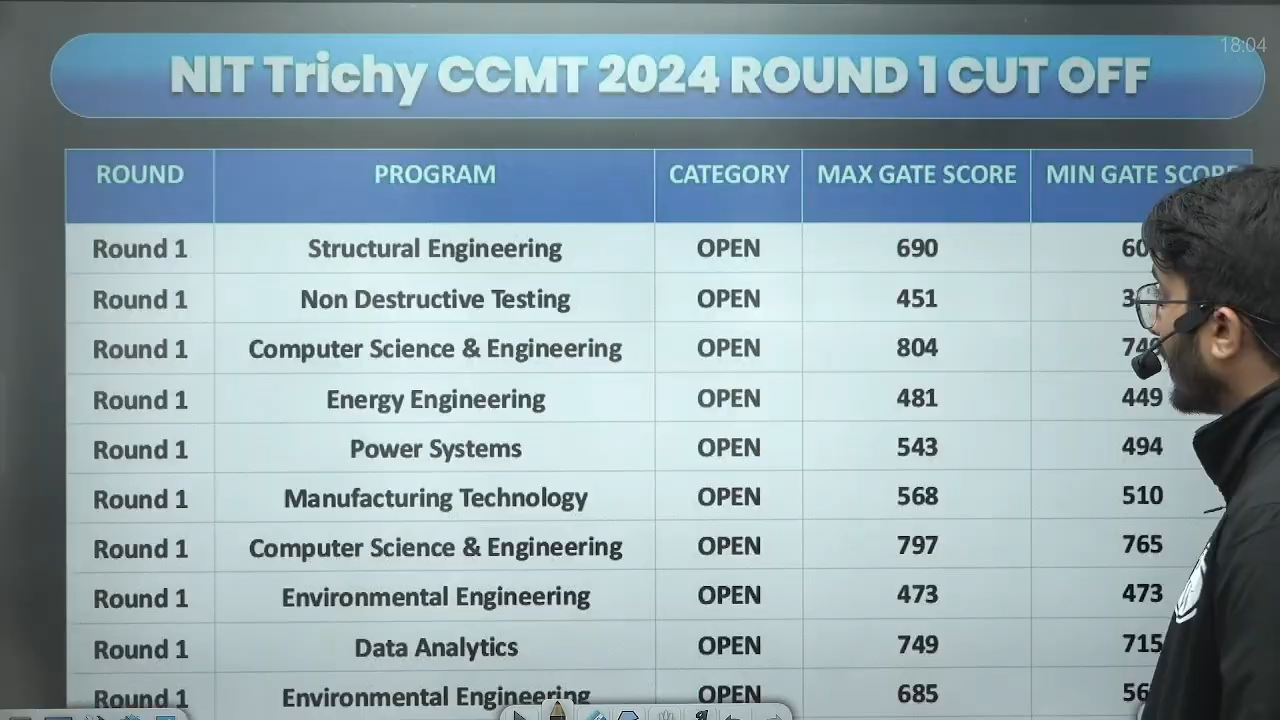 18:04
NIT Trichy CCMT 2024 ROUND 1 CUT OFF
ROUND PROGRAM CATEGORY MAX GATE SCORE MIN GATE SCORE
Round 1 Structural Engineering OPEN 690
Round 1 Non Destructive Testing OPEN 451
Round 1 Computer Science & Engineering OPEN 804
Round 1 Energy Engineering OPEN 481 449
Round 1 Power Systems OPEN 543 494
Round 1 Manufacturing Technology OPEN 568 510
Round 1 Computer Science & Engineering OPEN 797 765
Round 1 Environmental Engineering OPEN 473 473
Round 1 Data Analytics OPEN 749 715
Round 1 Environmental Engineering OPEN 685